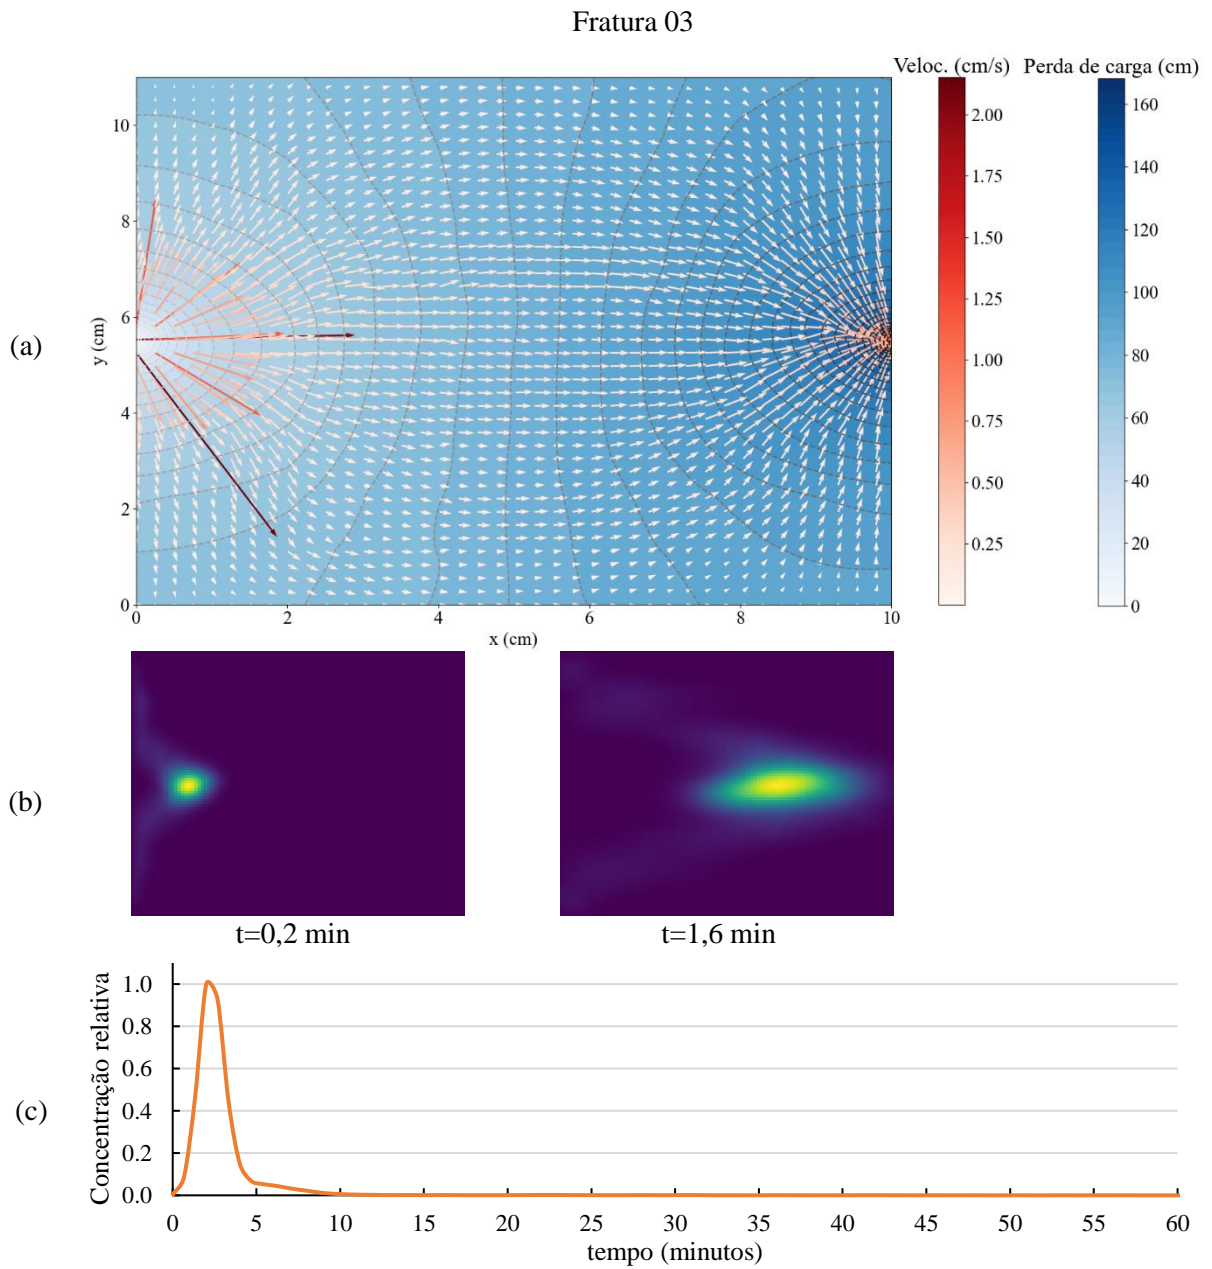 Fratura 03
Veloc. (cm/s) Perda de carga (cm)
(a)
y (cm)
10
8
6
4
2
0
0 2 4 6 8 10
x (cm)
2.00
1.75
1.50
1.25
1.00
0.75
0.50
0.25
160
140
120
100
80
60
40
20
0
(b)
t=0,2 min t=1,6 min
(c)
Concentração relativa
1.0
0.8
0.6
0.4
0.2
0.0
0 5 10 15 20 25 30 35 40 45 50 55 60
tempo (minutos)